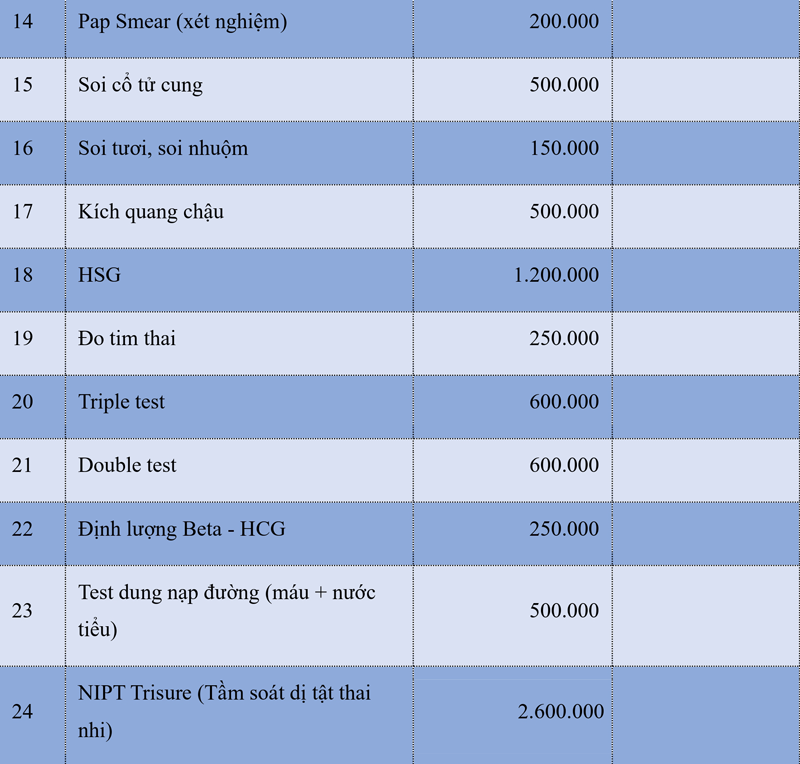 14 Pap Smear (xét nghiệm) 200.000
15 Soi cổ tử cung 500.000
16 Soi tươi, soi nhuộm 150.000
17 Kích quang chậu 500.000
18 HSG 1.200.000
19 Đo tim thai 250.000
20 Triple test 600.000
21 Double test 600.000
22 Định lượng Beta - HCG 250.000
23 Test dung nạp đường (máu + nước 500.000
tiểu)
24 NIPT Trisure (Tầm soát dị tật thai 2.600.000
nhi)